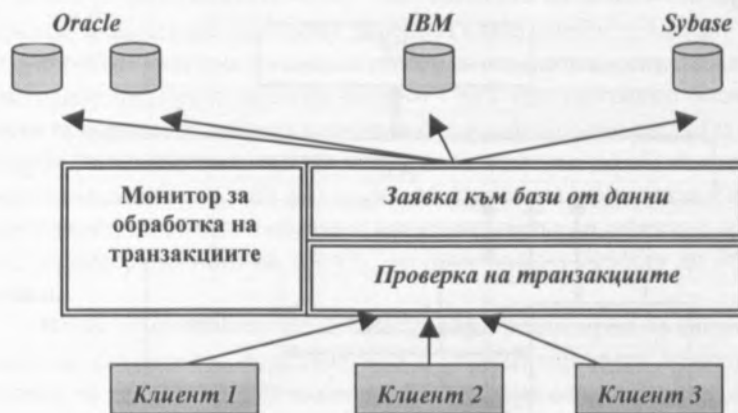 Oracle
IBM
Sybase
Монитор за
обработка на
транзакциите
Заявка към бази от данни
Проверка на транзакциите
Клиент 1
Клиент 2
Клиент 3